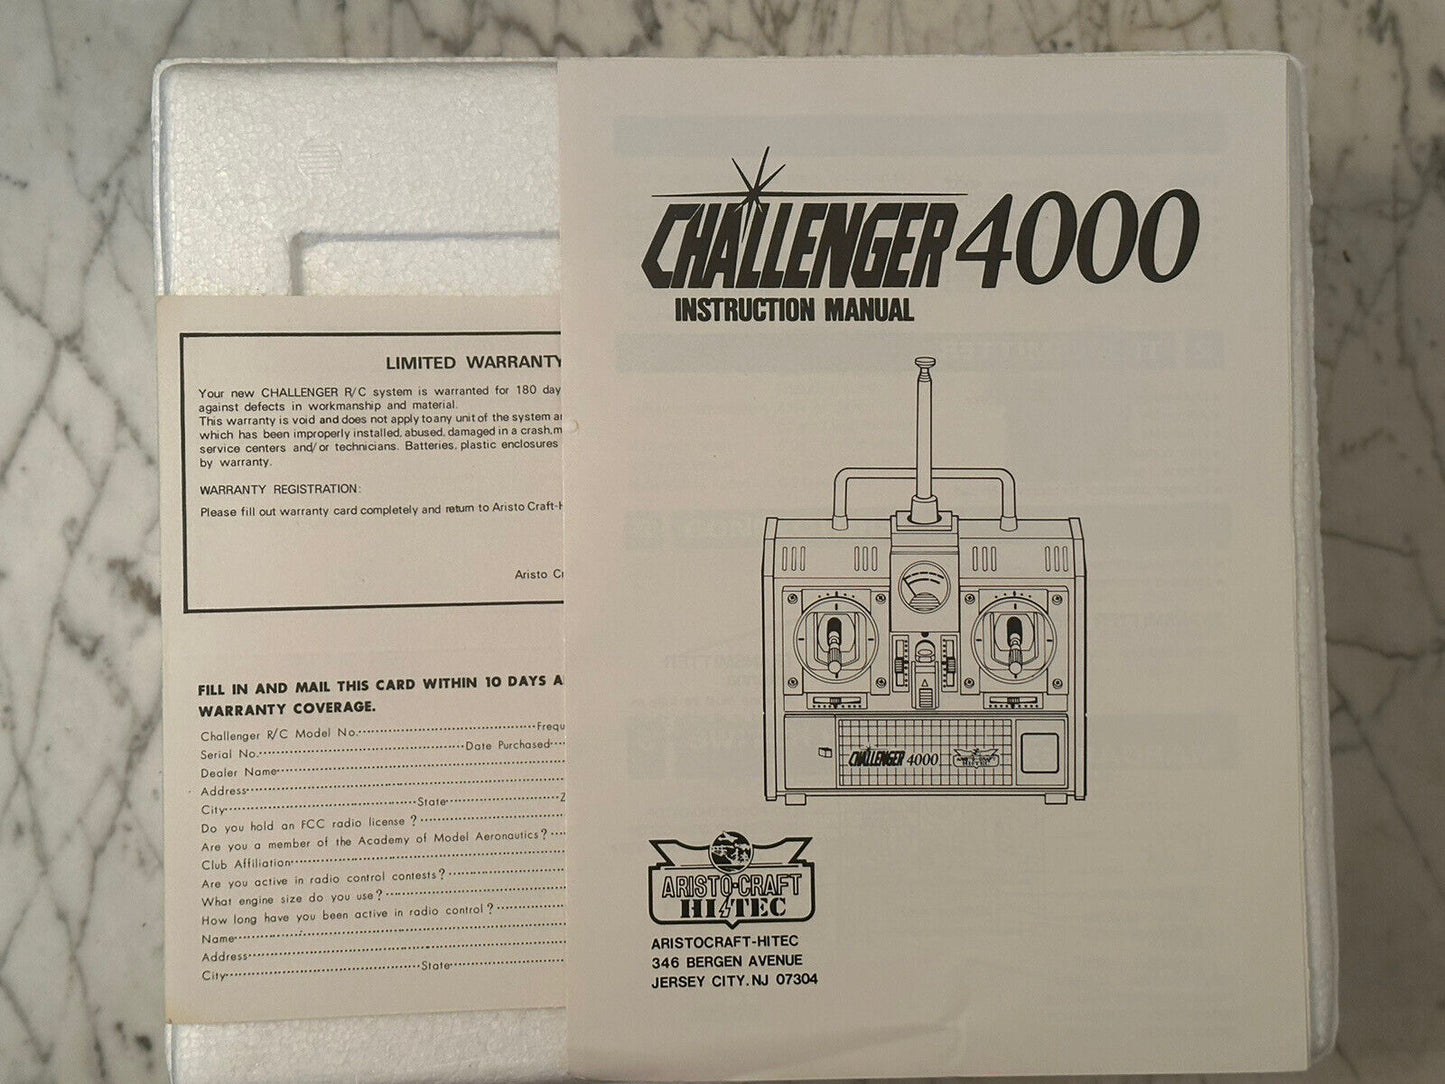 LIMITED WARRANTY
Your new CHALLENGER R/C system is warranted for 180 day
against defects in workmanship and material.
This warranty is void and does not apply to any unit of the system
which has been improperly installed, abused, damaged in a crash,
service centers and/or technicians. Batteries, plastic enclosures
by warranty.
WARRANTY REGISTRATION:
Please fill out warranty card completely and return to Aristo Craft-H
Aristo
FILL IN AND MAIL THIS CARD WITHIN 10 DAYS
WARRANTY COVERAGE.
Challenger R/C Model No. Frequ
Serial No. Date Purchased
Dealer Name
Address
City State
Do you hold an FCC radio license ?
Are you a member of the Academy of Model Aeronautics?
Club Affiliation
Are you active in radio control contests?
What engine size do you use?
How long have you been active in radio control?
Name
Address
City State
CHALLENGER 4000
INSTRUCTION MANUAL
CHALLENGER 4000
HITEC
ARISTO-CRAFT
HITEC
ARISTOCRAFT-HITEC
346 BERGEN AVENUE
JERSEY CITY. NJ 07304